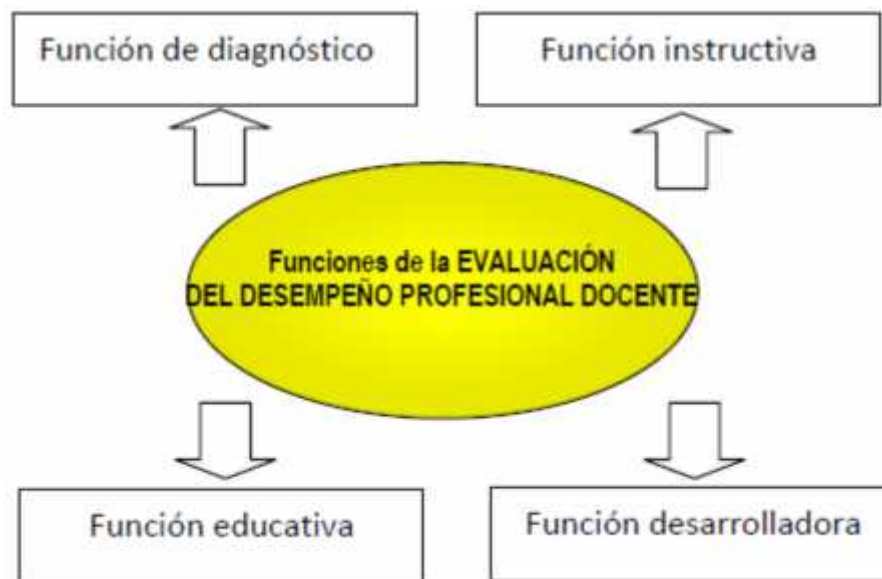 Función de diagnóstico
Función instructiva
Funciones de la EVALUACIÓN
DEL DESEMPEÑO PROFESIONAL DOCENTE
Función educativa
Función desarrolladora